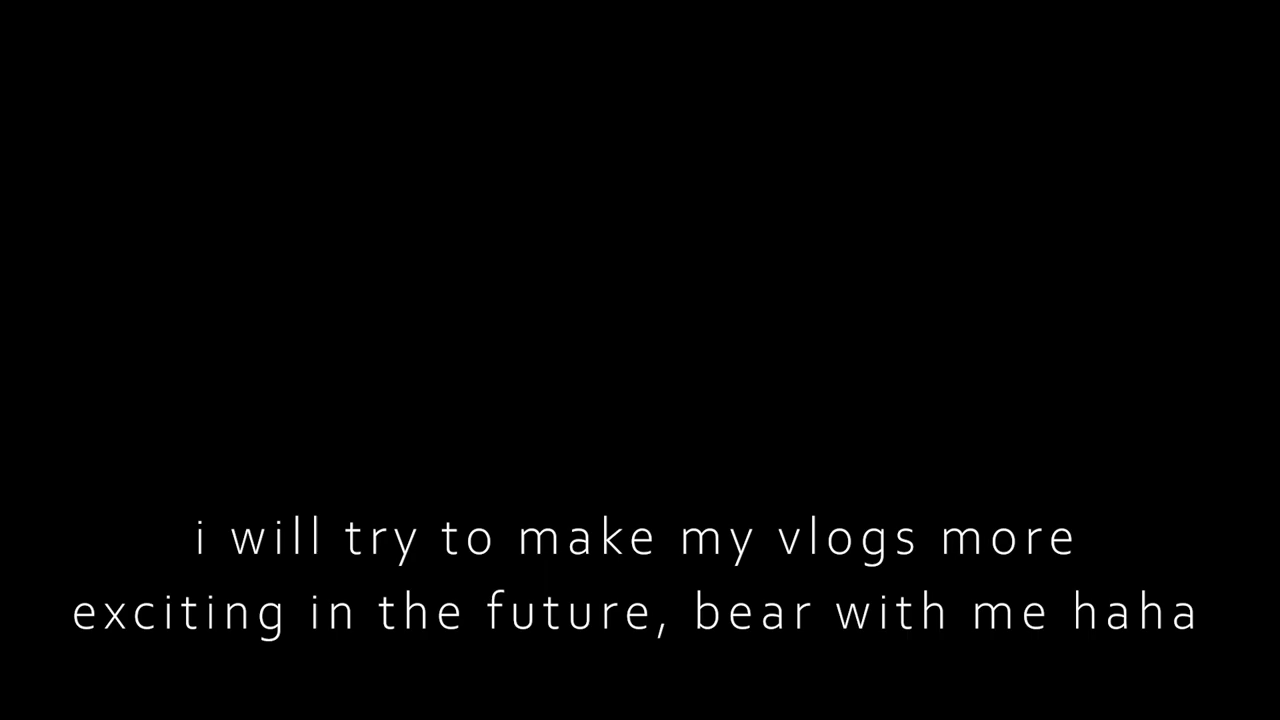 i will try to make my vlogs more
exciting in the future, bear with me haha